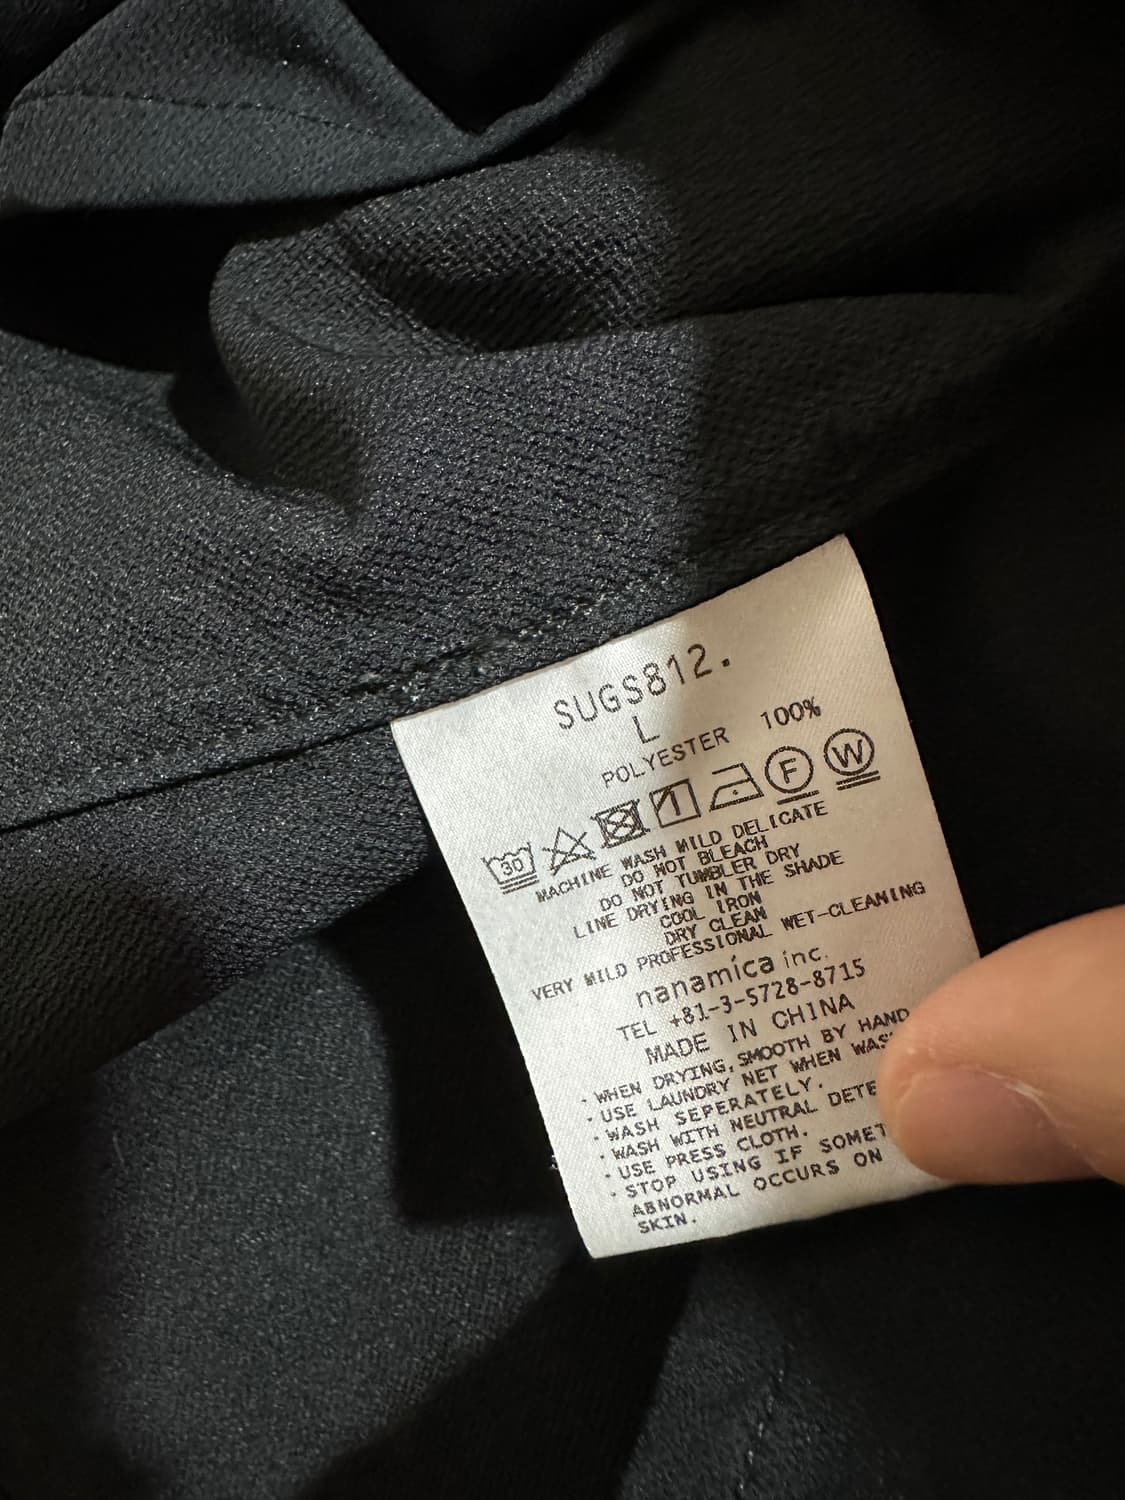 SUGS812.
L
POLYESTER 100%
30 1 F W
MACHINE WASH MILD DELICATE
DO NOT BLEACH
DO NOT TUMBLER DRY
LINE DRYING IN THE SHADE
COOL IRON
DRY CLEAN
VERY MILD PROFESSIONAL WET-CLEANING
nanamica inc.
TEL +81-3-5728-8715
MADE IN CHINA
・WHEN DRYING, SMOOTH BY HAND
・USE LAUNDRY NET WHEN
・WASH SEPERATELY.
・WASH WITH NEUTRAL
・USE PRESS CLOTH.
・STOP USING IF
ABNORMAL OCCURS ON
SKIN.